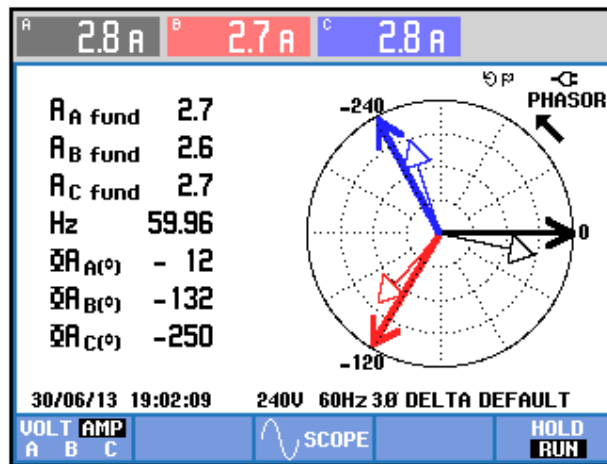 A 2.8 A B 2.7 A C 2.8 A
PHASOR
A A fund 2.7
A B fund 2.6
A C fund 2.7
Hz 59.96
ΦA A(º) - 12
ΦA B(º) -132
ΦA C(º) -250
-240
0
-120
30/06/13 19:02:09 240V 60Hz 3Ø DELTA DEFAULT
VOLT AMP
A B C
SCOPE
HOLD
RUN